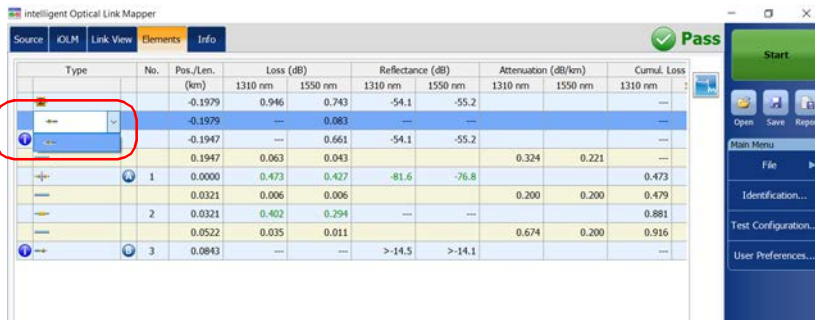 intelligent Optical Link Mapper
Source iOLM Link View Elements Info Pass
Type No. Pos./Len. Loss (dB) Reflectance (dB) Attenuation (dB/km) Cumul. Loss
(km) 1310 nm 1550 nm 1310 nm 1550 nm 1310 nm 1550 nm 1310 nm
-0.1979 0.946 0.743 -54.1 -55.2 ---
-0.1979 --- 0.083 --- --- ---
-0.1947 --- 0.661 -54.1 -55.2 ---
0.1947 0.063 0.043 0.324 0.221 ---
A 1 0.0000 0.473 0.427 -81.6 -76.8 0.473
0.0321 0.006 0.006 0.200 0.200 0.479
2 0.0321 0.402 0.294 --- --- 0.881
0.0522 0.035 0.011 0.674 0.200 0.916
B 3 0.0843 --- --- >-14.5 >-14.1 ---
Start
Open Save Repo
Main Menu
File
Identification...
Test Configuration..
User Preferences...